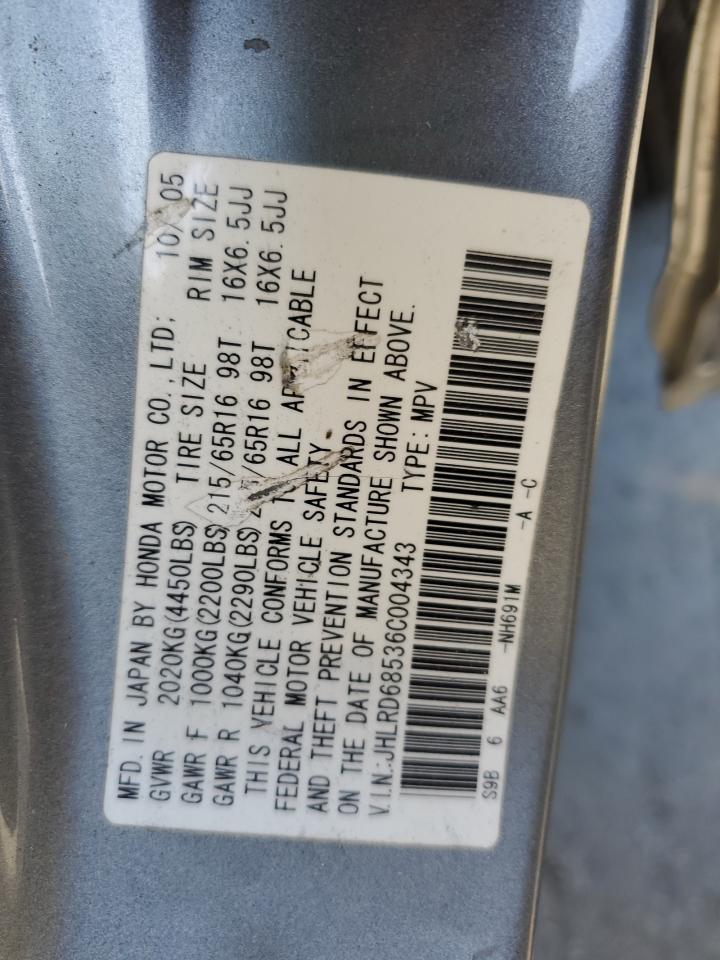 MFD. IN JAPAN BY HONDA MOTOR CO.,LTD; 10/05
GVWR 2020KG(4450LBS) TIRE SIZE RIM SIZE
GAWR F 1000KG(2200LBS) 215/65R16 98T 16X6.5JJ
GAWR R 1040KG(2290LBS) /65R16 98T 16X6.5JJ
THIS VEHICLE CONFORMS TO ALL APPLICABLE
FEDERAL MOTOR VEHICLE SAFETY
AND THEFT PREVENTION STANDARDS IN EFFECT
ON THE DATE OF MANUFACTURE SHOWN ABOVE.
V.I.N.:JHLRD68536C004343 TYPE: MPV
S9B 6 AA6 -NH691M -A -C